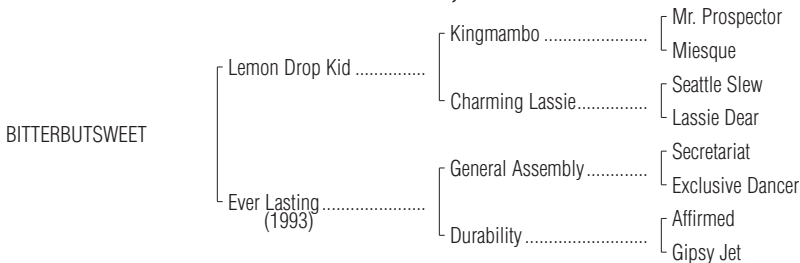 Mr. Prospector
Kingmambo ......................
Miesque
Lemon Drop Kid ...............
Seattle Slew
Charming Lassie...............
Lassie Dear
BITTERBUTSWEET
Secretariat
General Assembly.............
Exclusive Dancer
Ever Lasting......................
(1993)
Affirmed
Durability ..........................
Gipsy Jet